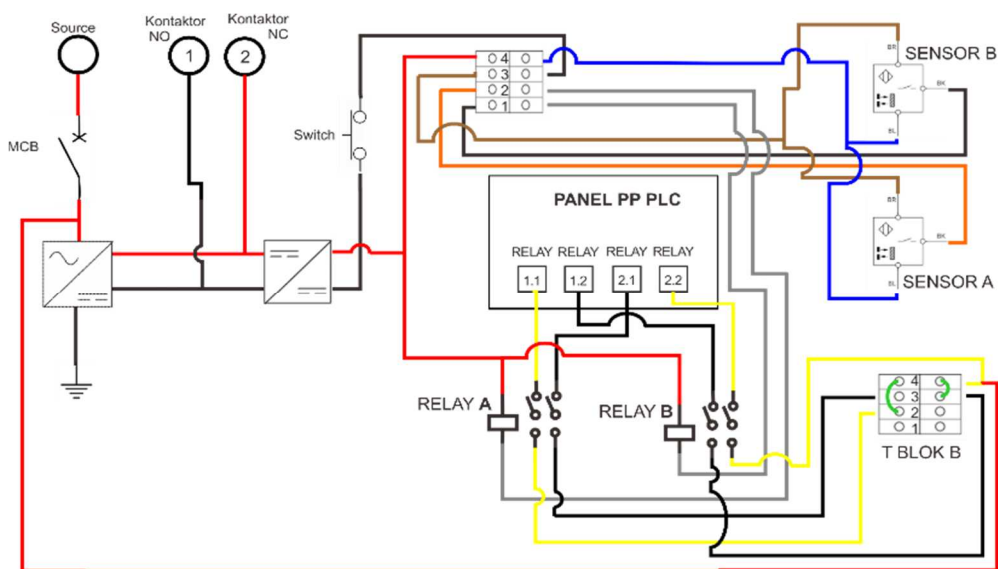 Source
Kontaktor
NO
Kontaktor
NC
1
2
MCB
Switch
4
3
2
1
SENSOR B
BR
BK
BL
PANEL PP PLC
RELAY RELAY RELAY RELAY
1.1 1.2 2.1 2.2
BR
BK
BL
SENSOR A
RELAY A
RELAY B
4
3
2
1
T BLOK B